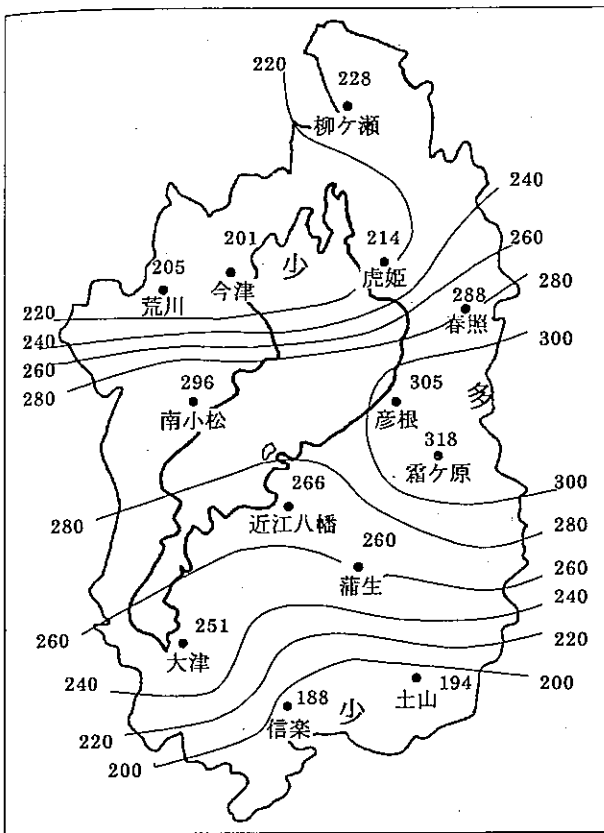 220
228
柳ケ瀬
240
260
201
少
214
205
今津
虎姫
280
荒川
288
220
春照
240
300
260
296
305
多
280
南小松
彦根
318
霜ケ原
266
300
280
近江八幡
280
260
260
蒲生
240
251
260
大津
220
240
194
200
188
少
土山
信楽
220
200